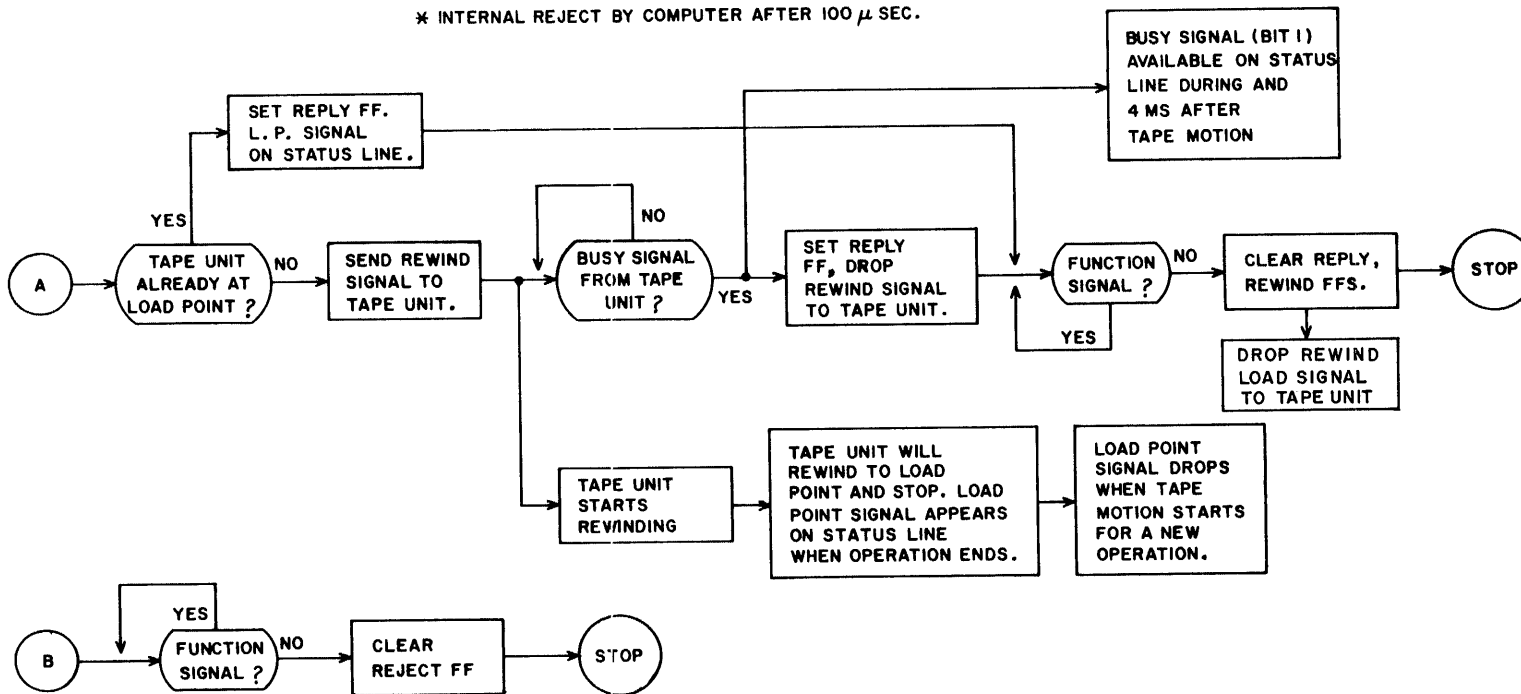 * INTERNAL REJECT BY COMPUTER AFTER 100 μ SEC.
BUSY SIGNAL (BIT 1)
AVAILABLE ON STATUS
LINE DURING AND
4 MS AFTER
TAPE MOTION
SET REPLY FF.
L.P. SIGNAL
ON STATUS LINE.
YES
NO
A
TAPE UNIT
ALREADY AT
LOAD POINT ?
NO
SEND REWIND
SIGNAL TO
TAPE UNIT.
BUSY SIGNAL
FROM TAPE
UNIT ?
YES
SET REPLY
FF, DROP
REWIND SIGNAL
TO TAPE UNIT.
FUNCTION
SIGNAL ?
YES
NO
CLEAR REPLY,
REWIND FFS.
STOP
DROP REWIND
LOAD SIGNAL
TO TAPE UNIT
TAPE UNIT
STARTS
REWINDING
TAPE UNIT WILL
REWIND TO LOAD
POINT AND STOP. LOAD
POINT SIGNAL APPEARS
ON STATUS LINE
WHEN OPERATION ENDS.
LOAD POINT
SIGNAL DROPS
WHEN TAPE
MOTION STARTS
FOR A NEW
OPERATION.
YES
B
FUNCTION
SIGNAL ?
NO
CLEAR
REJECT FF
STOP